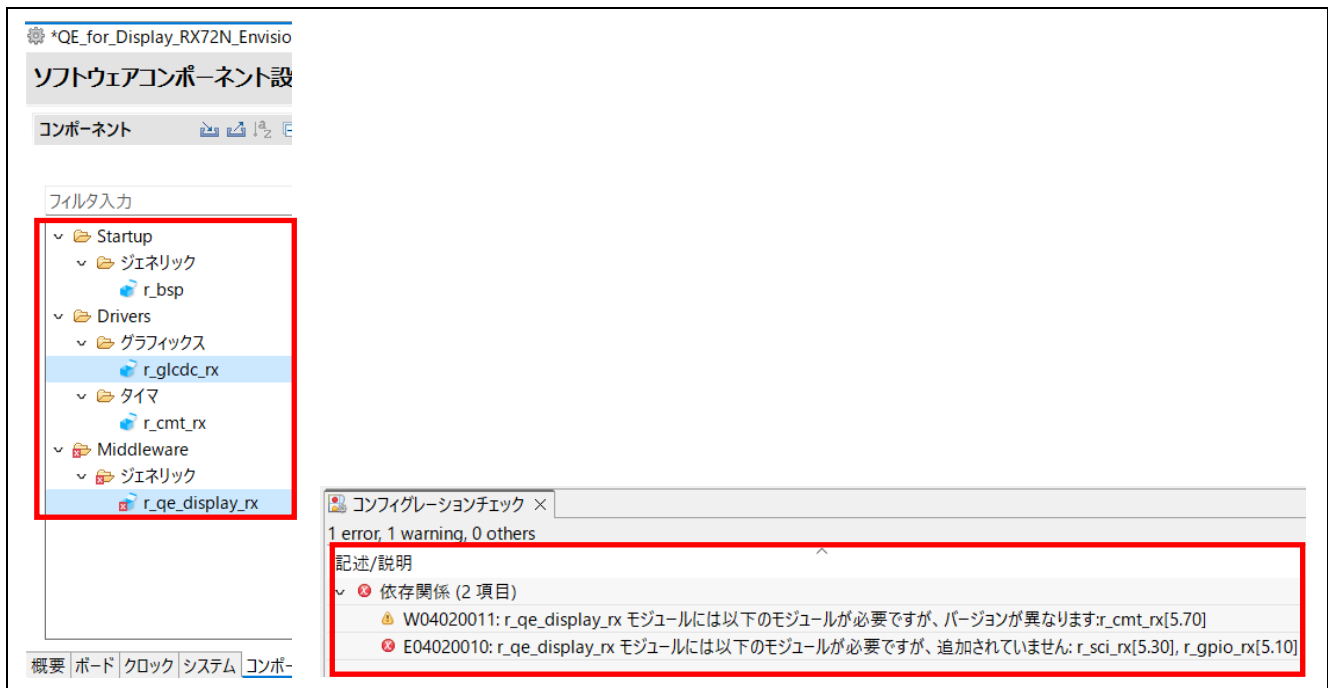 *QE_for_Display_RX72N_Envisio
ソフトウェアコンポーネント設
コンポーネント
フィルタ入力
Startup
ジェネリック
r_bsp
Drivers
グラフィックス
r_glcdc_rx
タイマ
r_cmt_rx
Middleware
ジェネリック
r_qe_display_rx
概要 ボード クロック システム コンポー
コンフィグレーションチェック ×
1 error, 1 warning, 0 others
記述/説明
依存関係 (2 項目)
W04020011: r_qe_display_rx モジュールには以下のモジュールが必要ですが、バージョンが異なります:r_cmt_rx[5.70]
E04020010: r_qe_display_rx モジュールには以下のモジュールが必要ですが、追加されていません: r_sci_rx[5.30], r_gpio_rx[5.10]